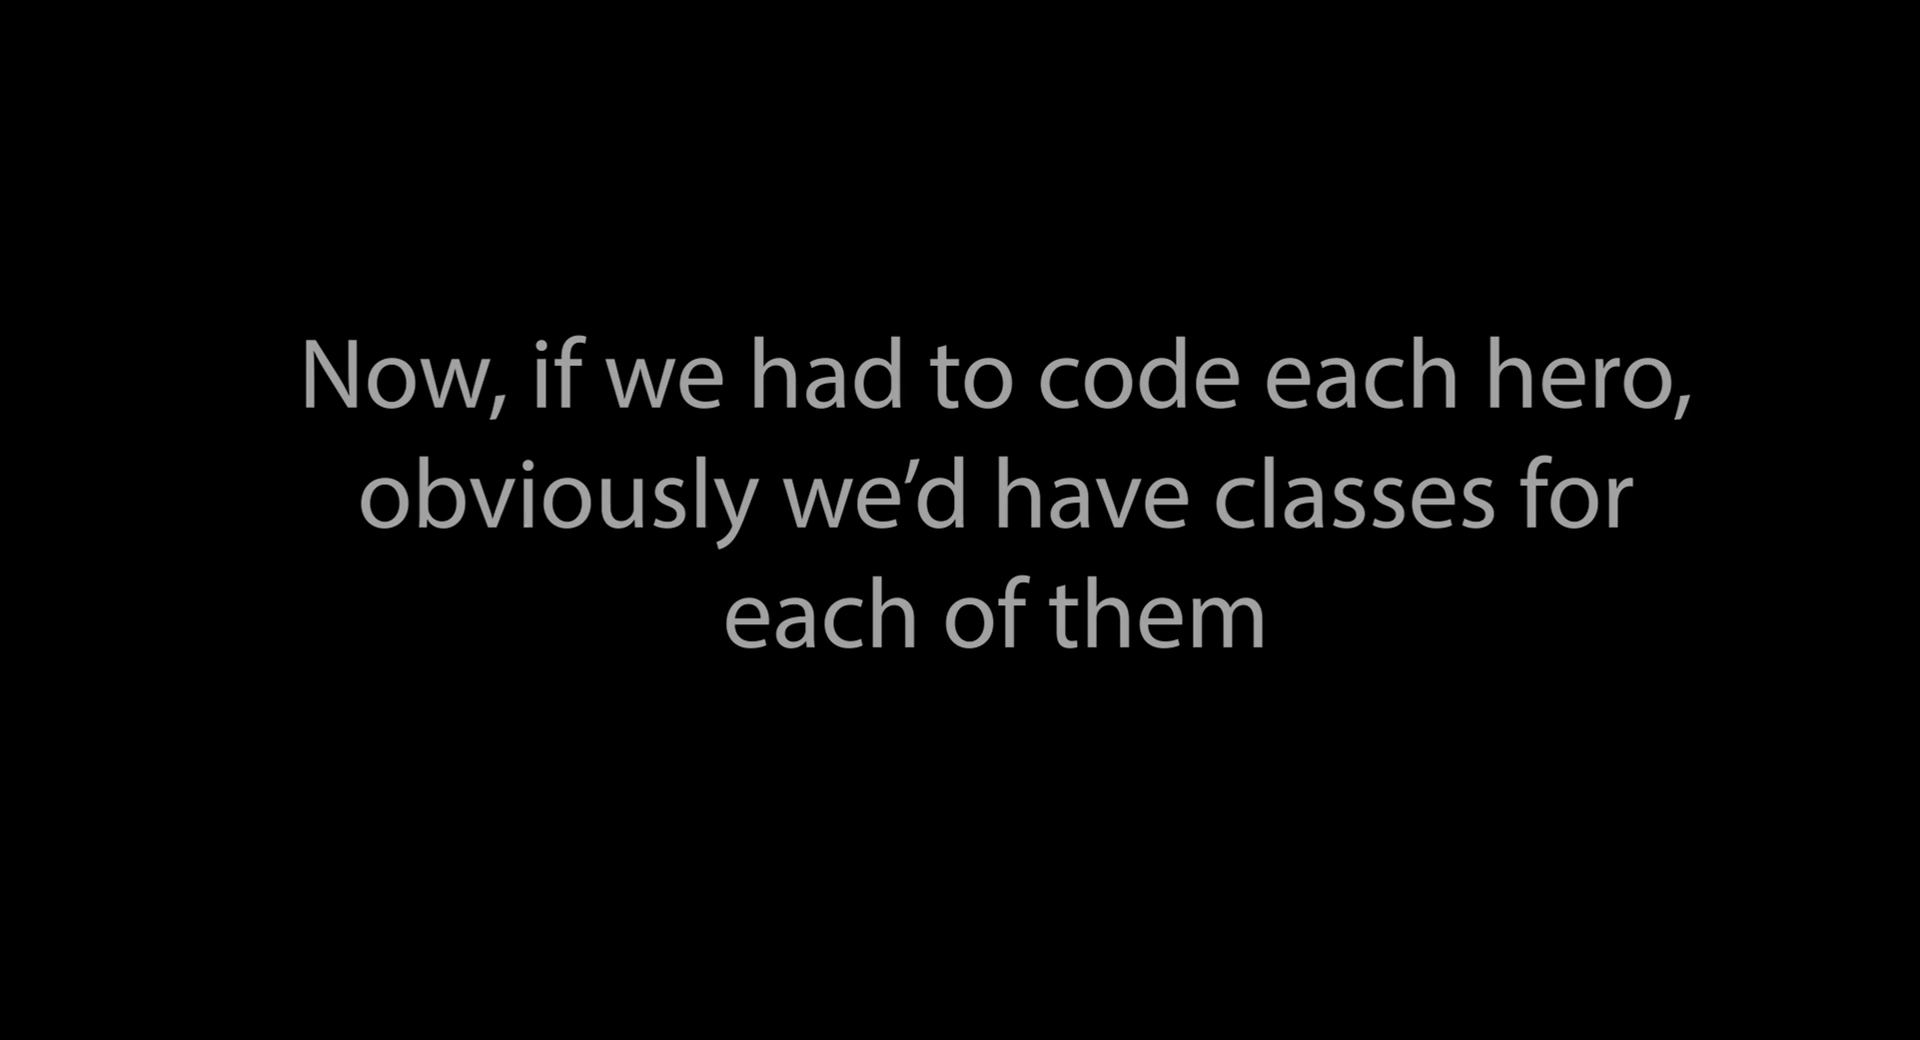 Now, if we had to code each hero,
obviously we’d have classes for
each of them